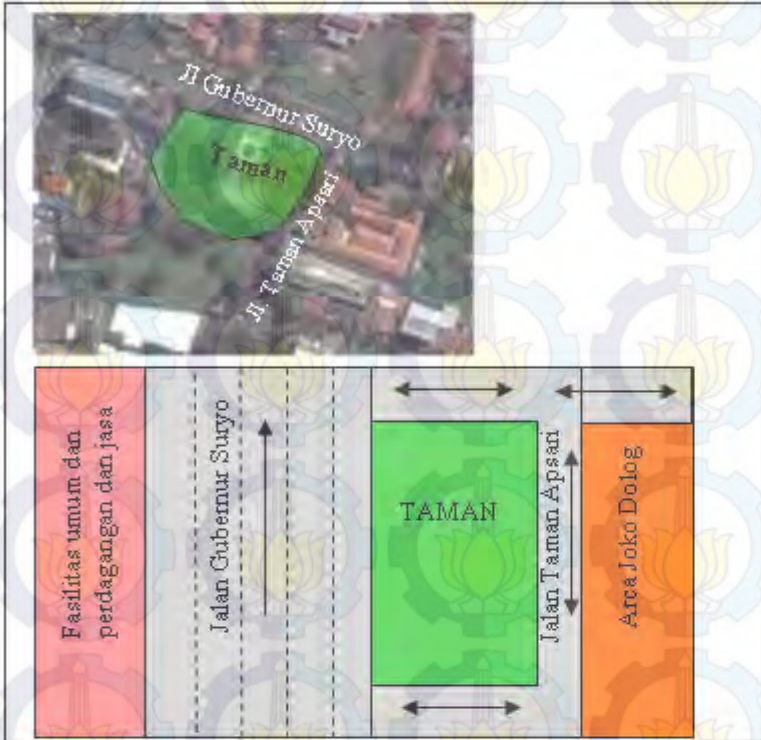 Jl Gubernur Suryo
Taman
Jl. Taman Apsari
Fasilitas umum dan
perdagangan dan jasa
Jalan Gubernur Suryo
TAMAN
Jalan Taman Apsari
Arca Joko Dolog